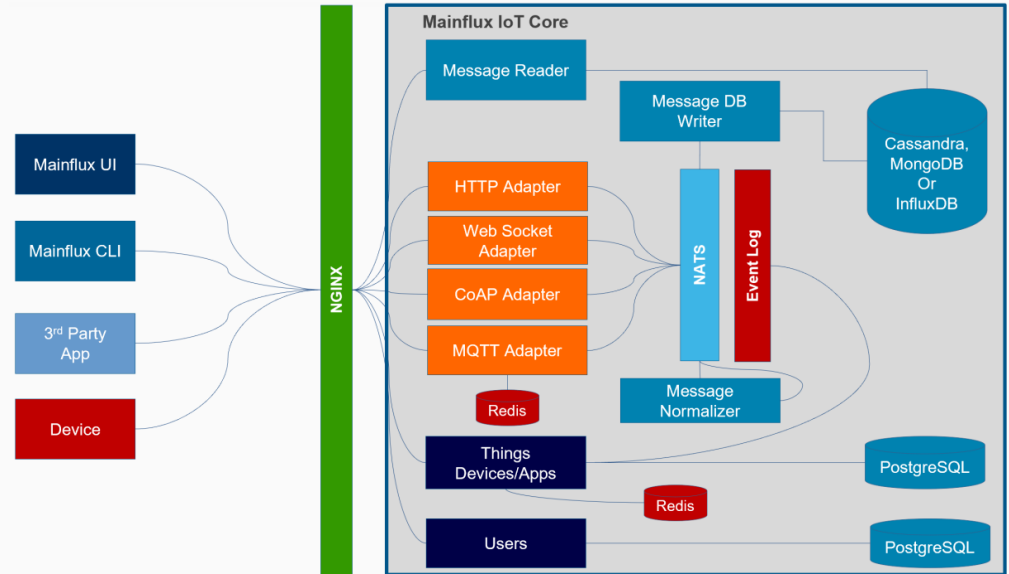 Mainflux IoT Core
Message Reader
Message DB
Writer
Cassandra,
MongoDB
Or
InfluxDB
Mainflux UI
Mainflux CLI
3rd Party
App
Device
NGINX
HTTP Adapter
Web Socket
Adapter
CoAP Adapter
MQTT Adapter
Redis
NATS
Event Log
Message
Normalizer
Things
Devices/Apps
PostgreSQL
Redis
Users
PostgreSQL